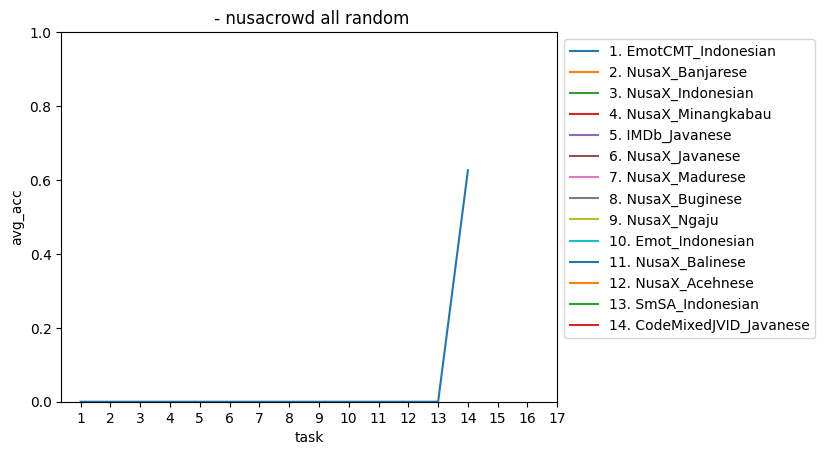 - nusacrowd all random
1.0
0.8
0.6
0.4
0.2
0.0
avg_acc
1 2 3 4 5 6 7 8 9 10 11 12 13 14 15 16 17
task
1. EmotCMT_Indonesian
2. NusaX_Banjarese
3. NusaX_Indonesian
4. NusaX_Minangkabau
5. IMDb_Javanese
6. NusaX_Javanese
7. NusaX_Madurese
8. NusaX_Buginese
9. NusaX_Ngaju
10. Emot_Indonesian
11. NusaX_Balinese
12. NusaX_Acehnese
13. SmSA_Indonesian
14. CodeMixedJVID_Javanese